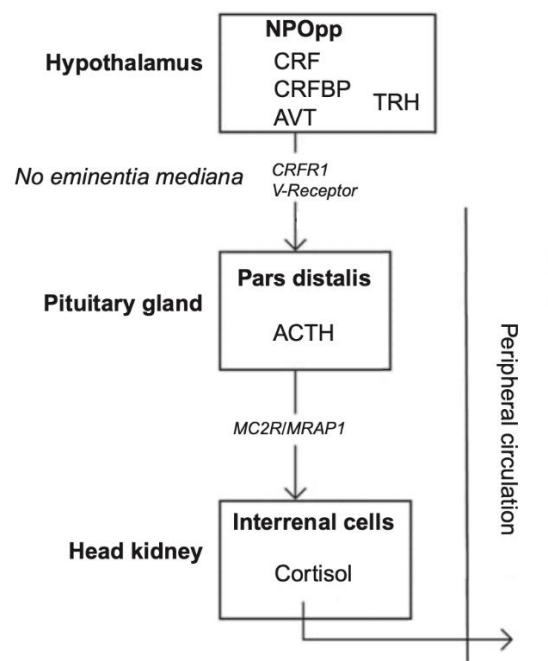 NPOpp
Hypothalamus
CRF
CRFBP
TRH
AVT
No eminentia mediana
CRFR1
V-Receptor
Pars distalis
Pituitary gland
ACTH
Peripheral circulation
MC2R/MRAP1
Interrenal cells
Head kidney
Cortisol